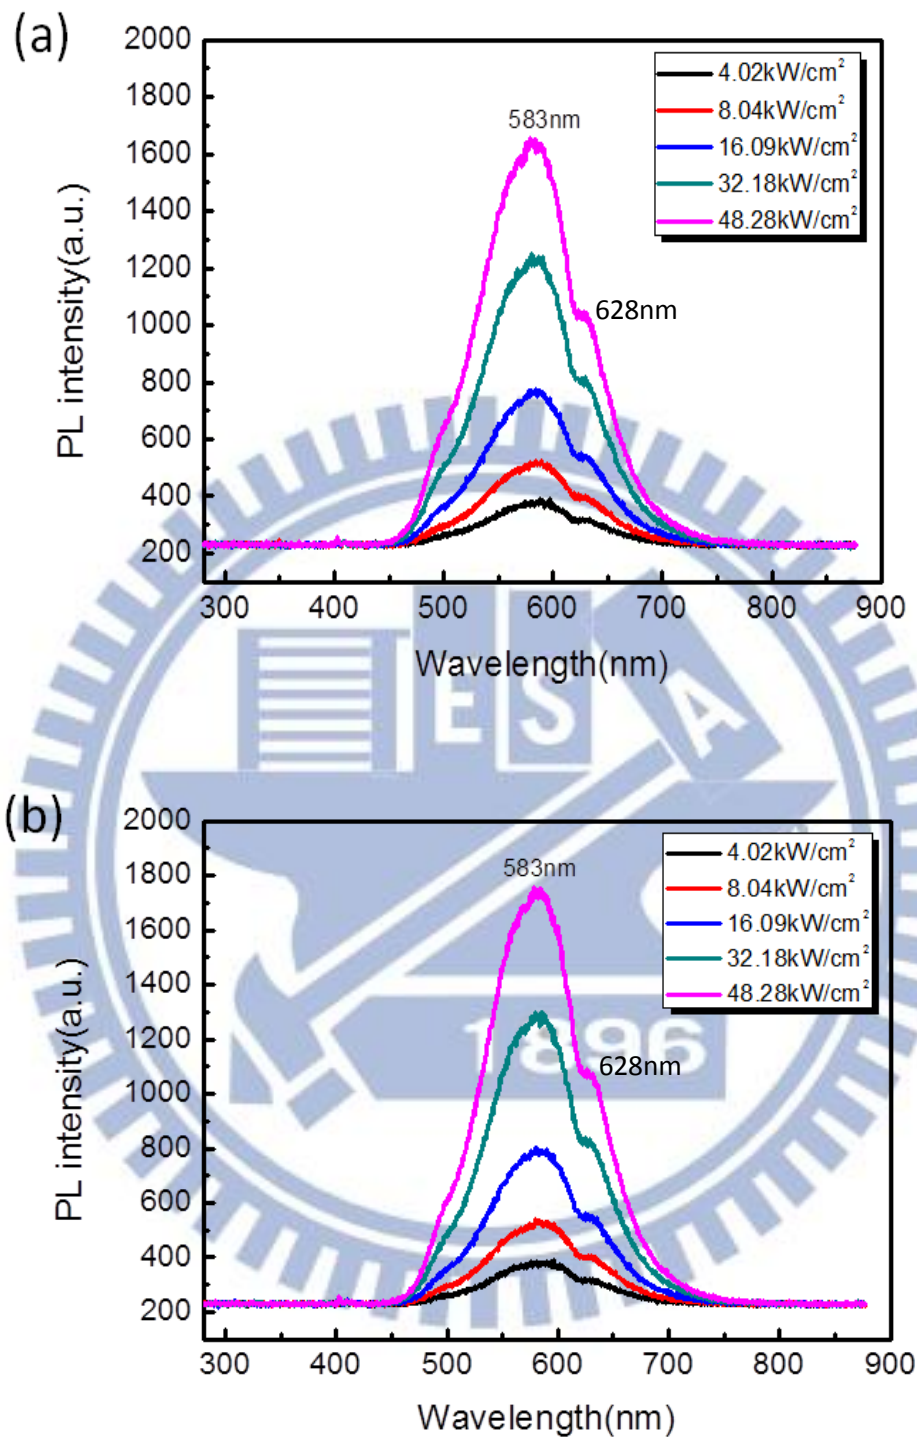 (a)
2000
1800
1600
1400
1200
1000
800
600
400
200
PL intensity(a.u.)
583nm
628nm
4.02kW/cm²
8.04kW/cm²
16.09kW/cm²
32.18kW/cm²
48.28kW/cm²
300 400 500 600 700 800 900
Wavelength(nm)
E S A
(b)
2000
1800
1600
1400
1200
1000
800
600
400
200
PL intensity(a.u.)
583nm
628nm
4.02kW/cm²
8.04kW/cm²
16.09kW/cm²
32.18kW/cm²
48.28kW/cm²
1896
300 400 500 600 700 800 900
Wavelength(nm)